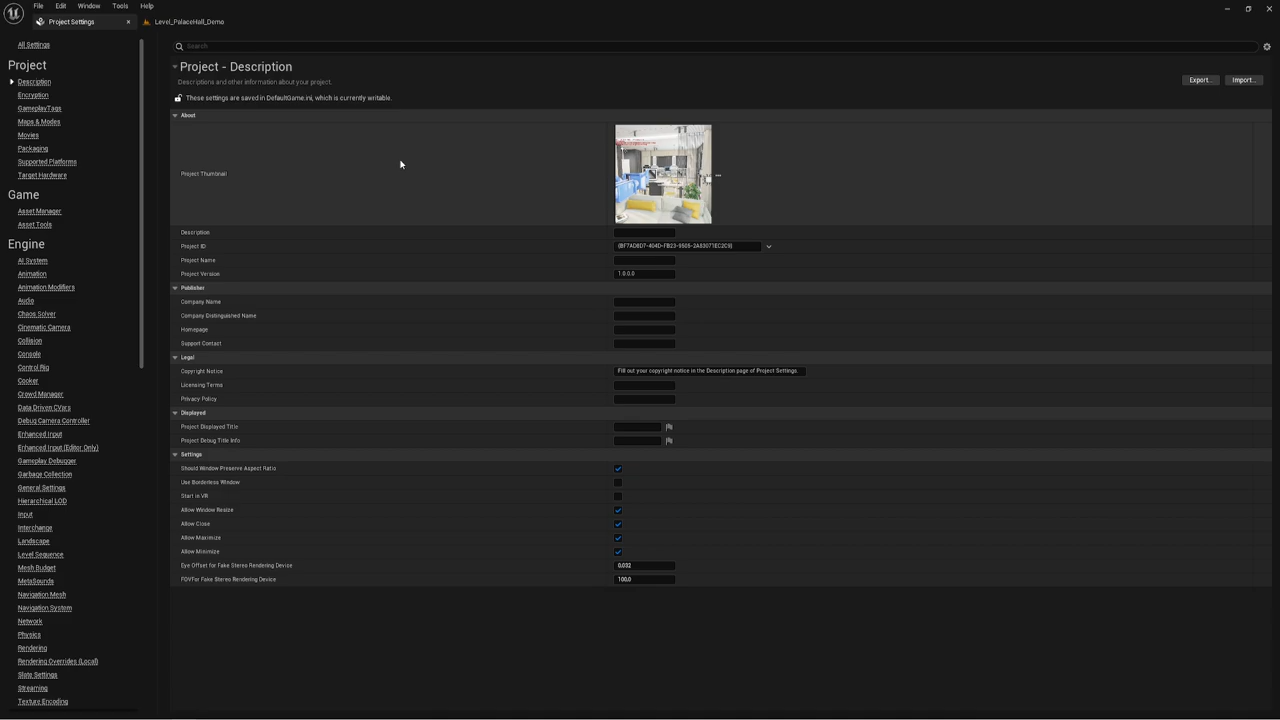 File Edit Window Tools Help
Project Settings × Level_PalaceHall_Demo
All Settings
Project
Description
Encryption
GameplayTags
Maps & Modes
Movies
Packaging
Supported Platforms
Target Hardware
Game
Asset Manager
Asset Tools
Engine
AI System
Animation
Animation Modifiers
Audio
Chaos Solver
Cinematic Camera
Collision
Console
Control Rig
Cooker
Crowd Manager
Data Driven CVars
Debug Camera Controller
Enhanced Input
Enhanced Input (Editor Only)
Gameplay Debugger
Garbage Collection
General Settings
Hierarchical LOD
Input
Interchange
Landscape
Level Sequence
Mesh Budget
MetaSounds
Navigation Mesh
Navigation System
Network
Physics
Rendering
Rendering Overrides (Local)
Slate Settings
Streaming
Texture Encoding
Search
Project - Description
Descriptions and other information about your project.
Export... Import...
These settings are saved in DefaultGame.ini, which is currently writable.
About
Project Thumbnail
Description
Project ID
Project Name
Project Version 1.0.0.0
Publisher
Company Name
Company Distinguished Name
Homepage
Support Contact
Legal
Copyright Notice Fill out your copyright notice in the Description page of Project Settings.
Licensing Terms
Privacy Policy
Displayed
Project Displayed Title
Project Debug Title Info
Settings
Should Window Preserve Aspect Ratio
Use Borderless Window
Start in VR
Allow Window Resize
Allow Close
Allow Maximize
Allow Minimize
Eye Offset for Fake Stereo Rendering Device 0,032
FOVFor Fake Stereo Rendering Device 100,0